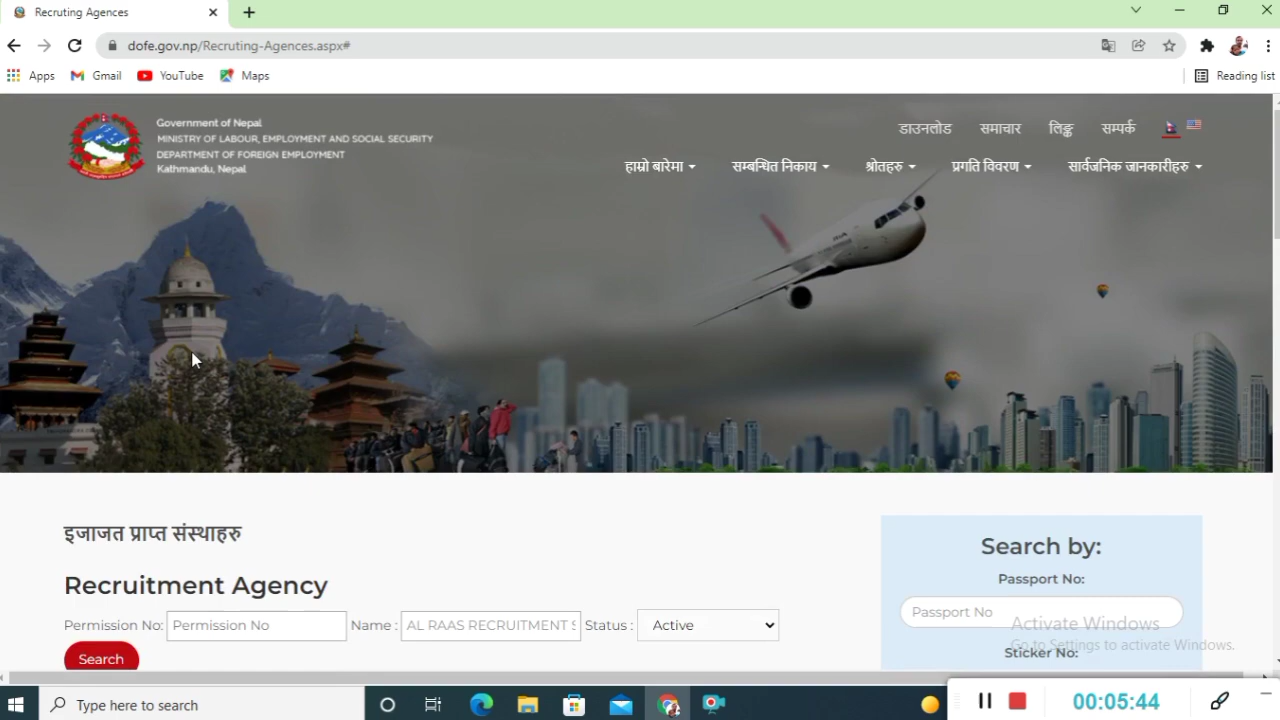 Recruting Agences
dofe.gov.np/Recruting-Agences.aspx#
Apps Gmail YouTube Maps Reading list
Government of Nepal
MINISTRY OF LABOUR, EMPLOYMENT AND SOCIAL SECURITY
DEPARTMENT OF FOREIGN EMPLOYMENT
Kathmandu, Nepal
डाउनलोड समाचार लिङ्क सम्पर्क
हाम्रो बारेमा सम्बन्धित निकाय श्रोतहरु प्रगति विवरण सार्वजनिक जानकारीहरु
इजाजत प्राप्त संस्थाहरु
Recruitment Agency
Permission No: Permission No Name : AL RAAS RECRUITMENT S Status : Active
Search
Search by:
Passport No:
Passport No
Sticker No:
Activate Windows
Go to Settings to activate Windows.
Type here to search
00:05:44